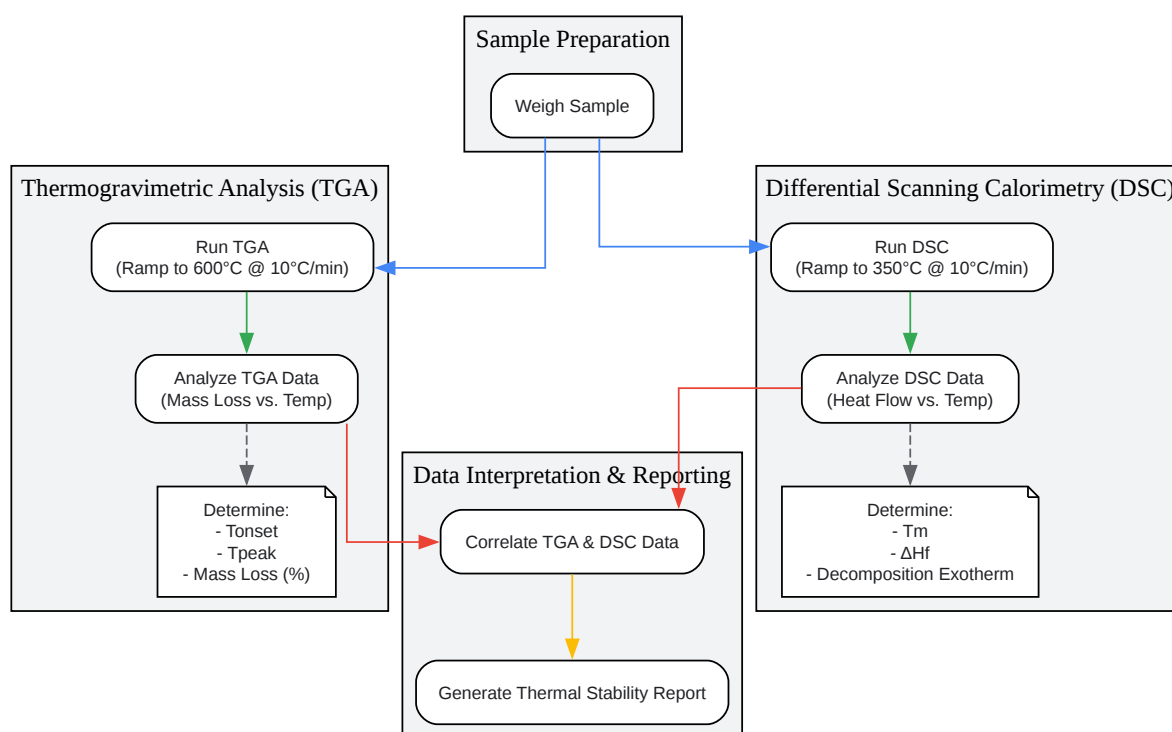 Sample Preparation
Weigh Sample
Thermogravimetric Analysis (TGA)
Run TGA
(Ramp to 600°C @ 10°C/min)
Analyze TGA Data
(Mass Loss vs. Temp)
Determine:
- Tonset
- Tpeak
- Mass Loss (%)
Differential Scanning Calorimetry (DSC)
Run DSC
(Ramp to 350°C @ 10°C/min)
Analyze DSC Data
(Heat Flow vs. Temp)
Determine:
- Tm
- ΔHf
- Decomposition Exotherm
Data Interpretation & Reporting
Correlate TGA & DSC Data
Generate Thermal Stability Report